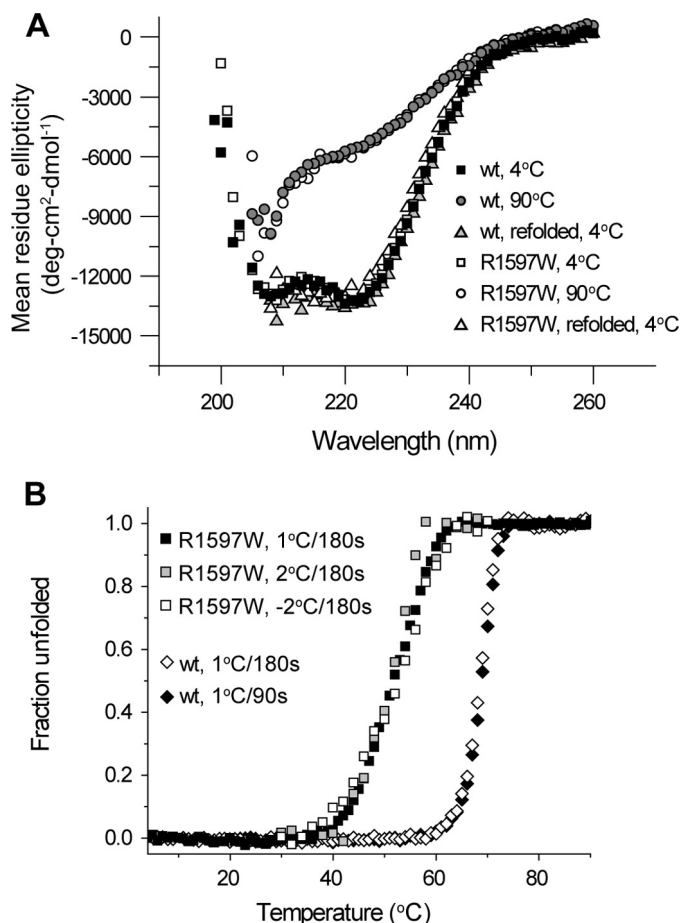 A
Mean residue ellipticity
(deg-cm²-dmol⁻¹)
0
-3000
-6000
-9000
-12000
-15000
wt, 4°C
wt, 90°C
wt, refolded, 4°C
R1597W, 4°C
R1597W, 90°C
R1597W, refolded, 4°C
200 220 240 260
Wavelength (nm)
B
Fraction unfolded
1.0
0.8
0.6
0.4
0.2
0.0
R1597W, 1°C/180s
R1597W, 2°C/180s
R1597W, -2°C/180s
wt, 1°C/180s
wt, 1°C/90s
20 40 60 80
Temperature (°C)